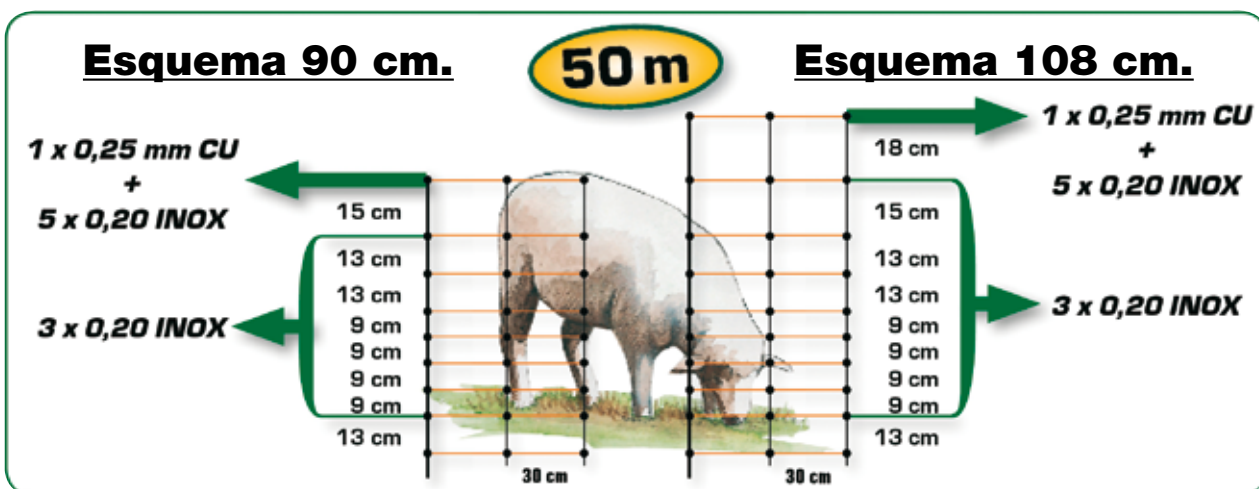 Esquema 90 cm.
50 m
Esquema 108 cm.
1 x 0,25 mm CU
+
5 x 0,20 INOX
15 cm
13 cm
13 cm
9 cm
9 cm
9 cm
9 cm
13 cm
3 x 0,20 INOX
30 cm
1 x 0,25 mm CU
+
5 x 0,20 INOX
18 cm
15 cm
13 cm
13 cm
9 cm
9 cm
9 cm
9 cm
13 cm
3 x 0,20 INOX
30 cm